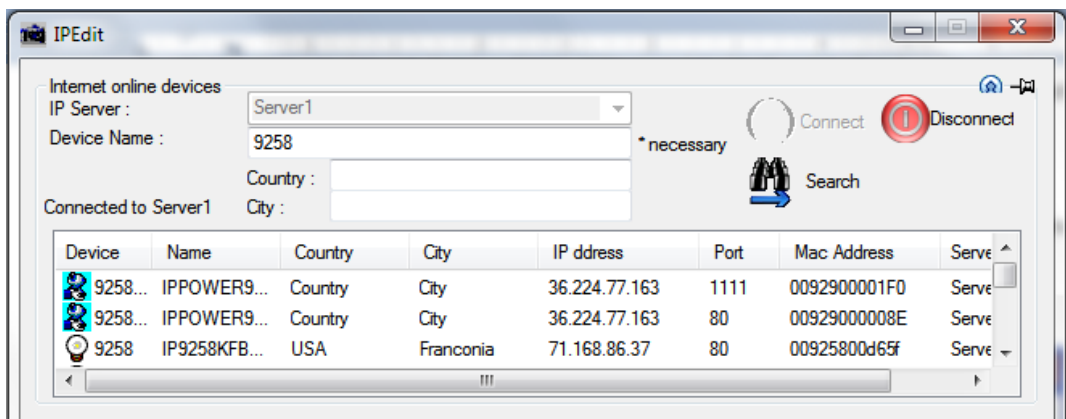 IPEdit
Internet online devices
IP Server : Server1 Connect Disconnect
Device Name : 9258 * necessary
Country : Search
Connected to Server1 City :
Device Name Country City IP ddress Port Mac Address Serve
9258... IPPOWER9... Country City 36.224.77.163 1111 0092900001F0 Serve
9258... IPPOWER9... Country City 36.224.77.163 80 00929000008E Serve
9258 IP9258KFB... USA Franconia 71.168.86.37 80 00925800d65f Serve